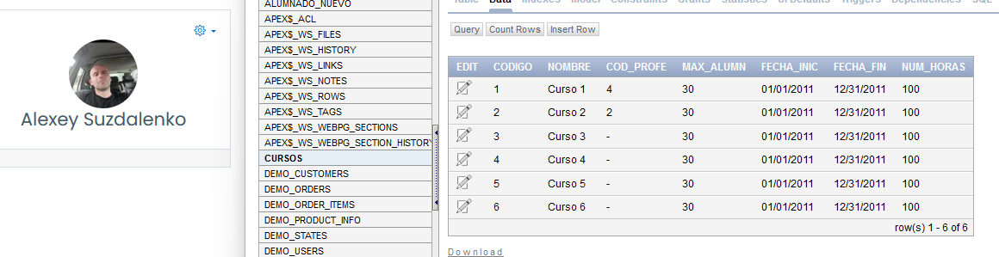 Alexey Suzdalenko
ALUMNADO_NUEVO
APEX$_ACL
APEX$_WS_FILES
APEX$_WS_HISTORY
APEX$_WS_LINKS
APEX$_WS_NOTES
APEX$_WS_ROWS
APEX$_WS_TAGS
APEX$_WS_WEBPG_SECTIONS
APEX$_WS_WEBPG_SECTION_HISTORY
CURSOS
DEMO_CUSTOMERS
DEMO_ORDERS
DEMO_ORDER_ITEMS
DEMO_PRODUCT_INFO
DEMO_STATES
DEMO_USERS
Table Data Indexes Model Constraints Grants Statistics UI Defaults Triggers Dependencies SQL
Query Count Rows Insert Row
EDIT CODIGO NOMBRE COD_PROFE MAX_ALUMN FECHA_INIC FECHA_FIN NUM_HORAS
1 Curso 1 4 30 01/01/2011 12/31/2011 100
2 Curso 2 2 30 01/01/2011 12/31/2011 100
3 Curso 3 - 30 01/01/2011 12/31/2011 100
4 Curso 4 - 30 01/01/2011 12/31/2011 100
5 Curso 5 - 30 01/01/2011 12/31/2011 100
6 Curso 6 - 30 01/01/2011 12/31/2011 100
row(s) 1 - 6 of 6
Download